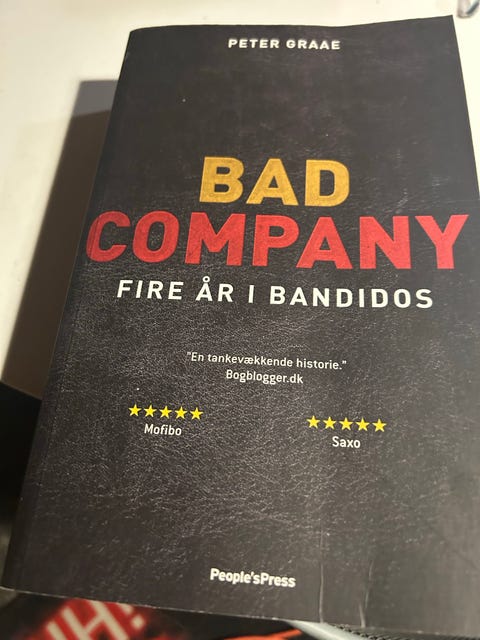 PETER GRAAE
BAD
COMPANY
FIRE ÅR I BANDIDOS
"En tankevækkende historie."
Bogblogger.dk
Mofibo
Saxo
People'sPress